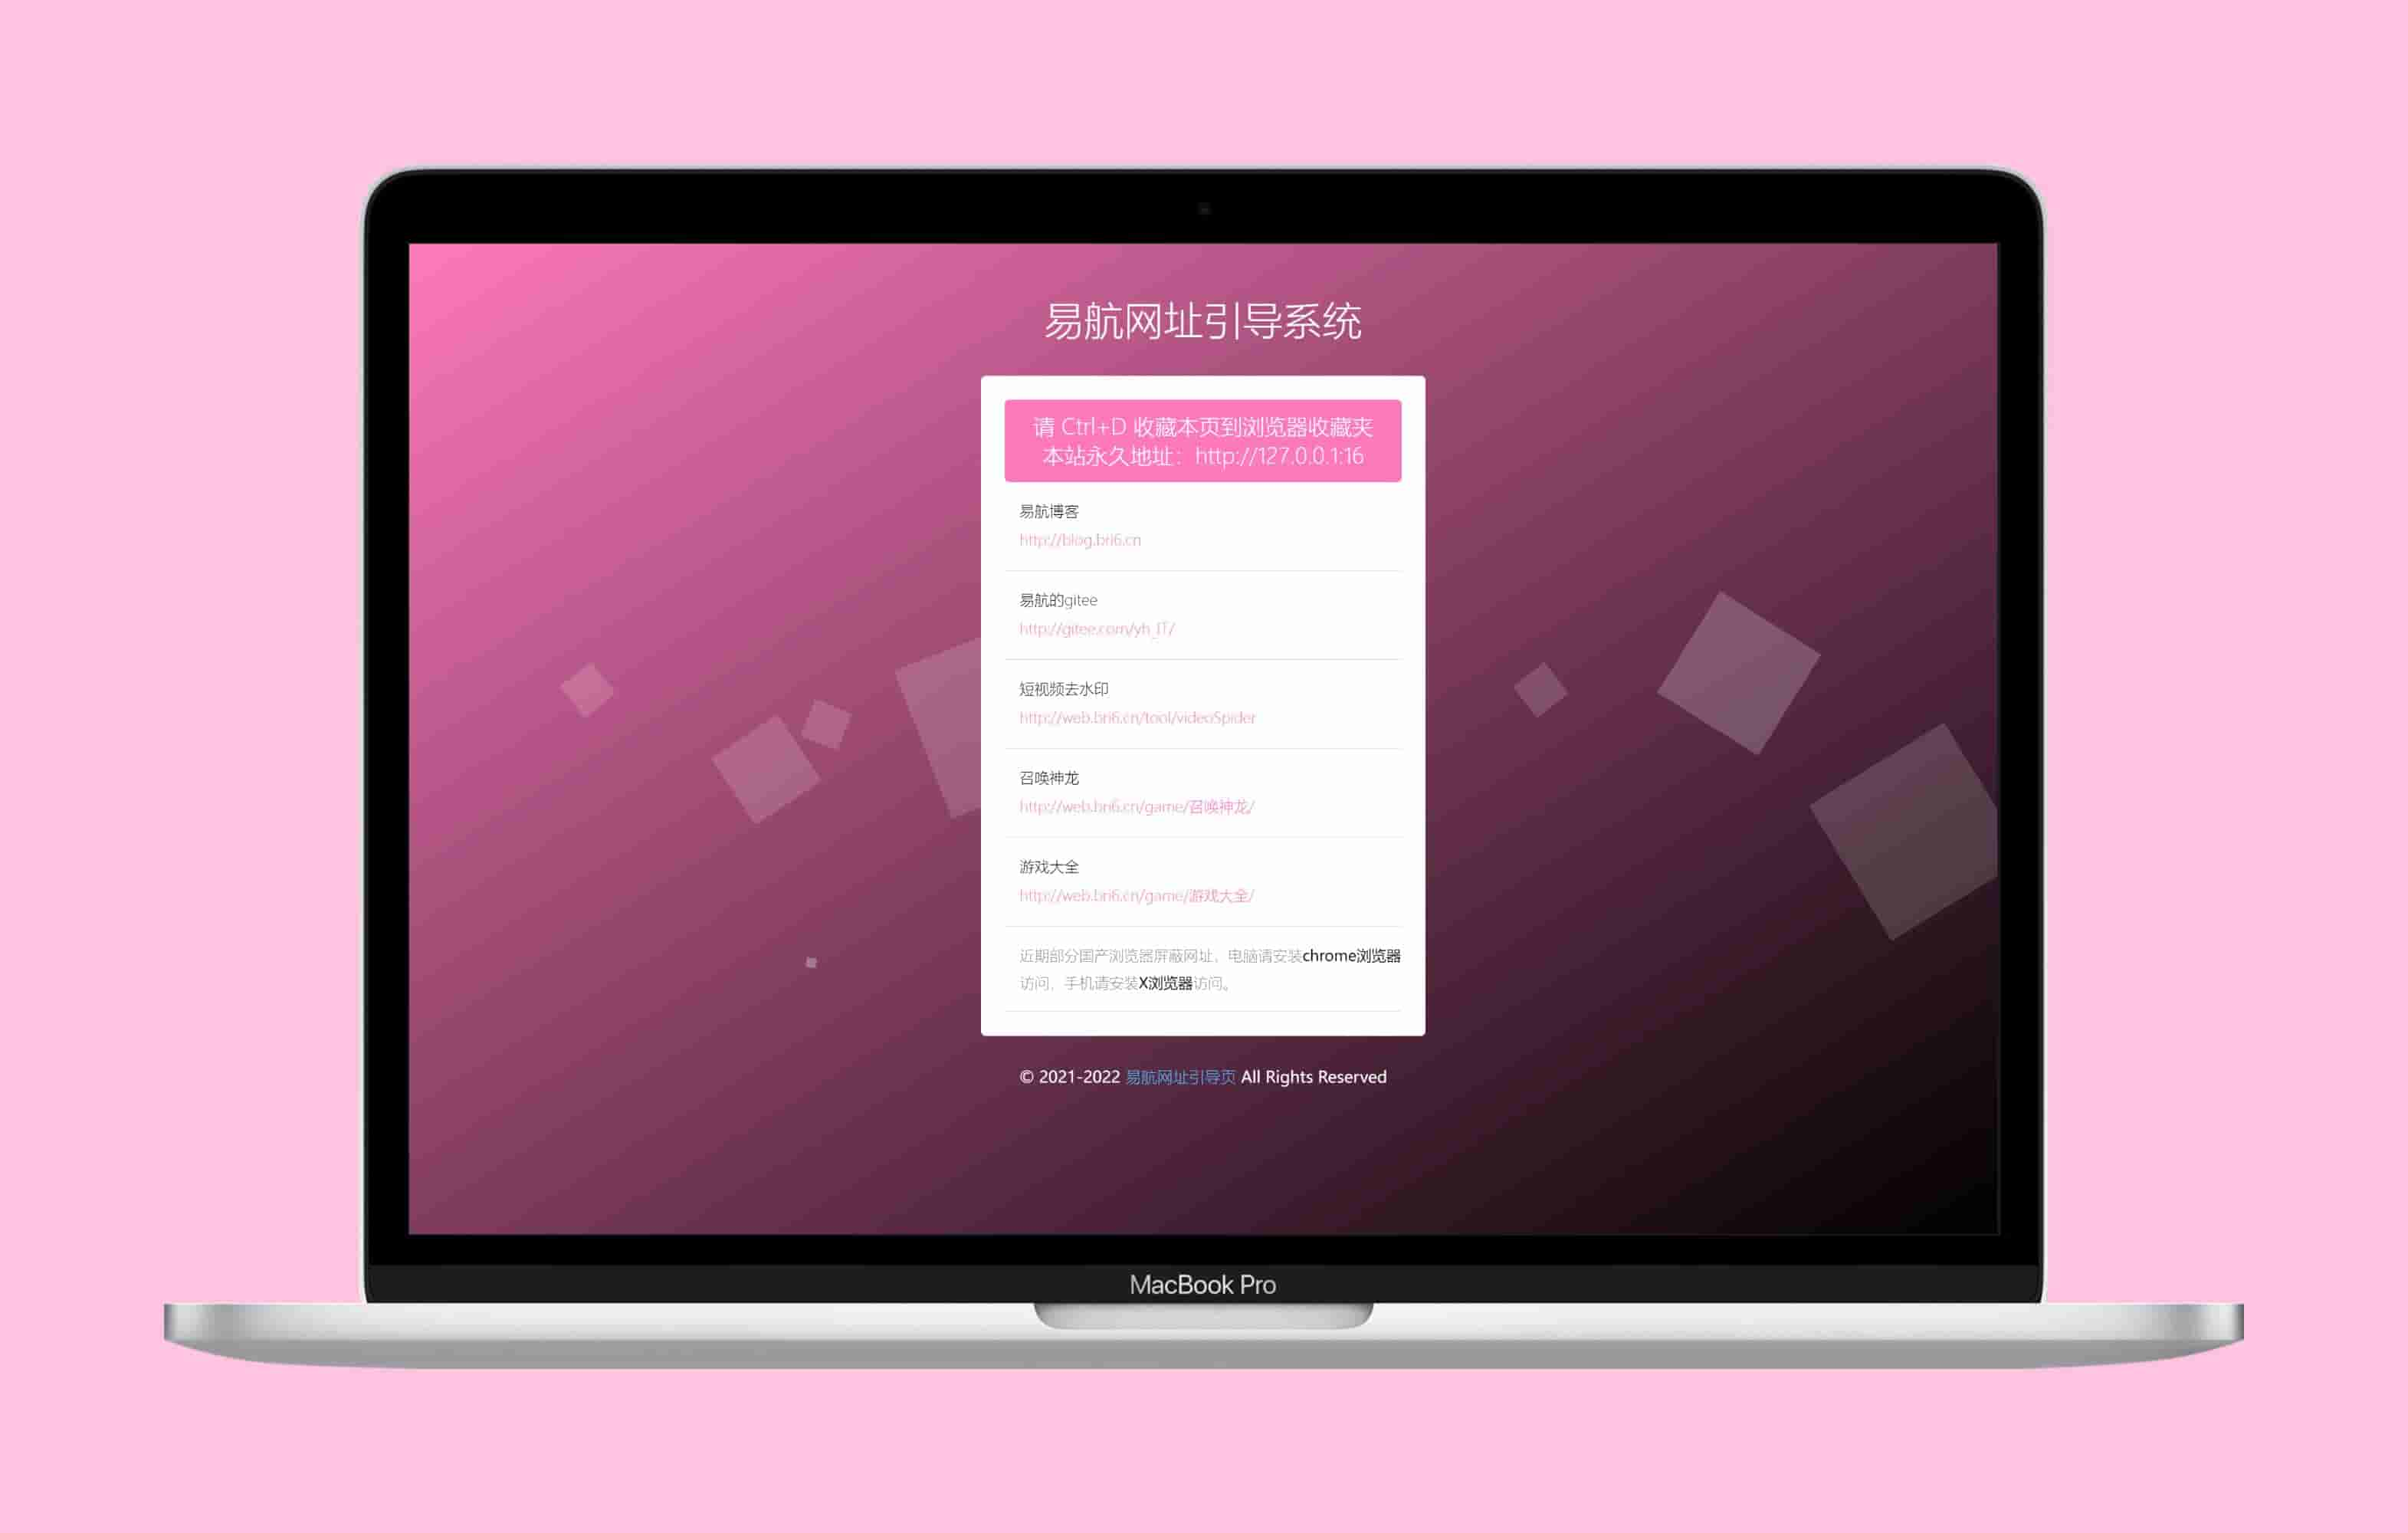 易航网址引导系统
请 Ctrl+D 收藏本页到浏览器收藏夹
本站永久地址：http://127.0.0.1:16
易航博客
http://blog.bri6.cn
易航的gitee
http://gitee.com/yh_IT/
短视频去水印
http://web.bri6.cn/tool/videoSpider
召唤神龙
http://web.bri6.cn/game/召唤神龙/
游戏大全
http://web.bri6.cn/game/游戏大全/
近期部分国产浏览器屏蔽网址，电脑请安装chrome浏览器
访问，手机请安装X浏览器访问。
© 2021-2022 易航网址引导页 All Rights Reserved
MacBook Pro